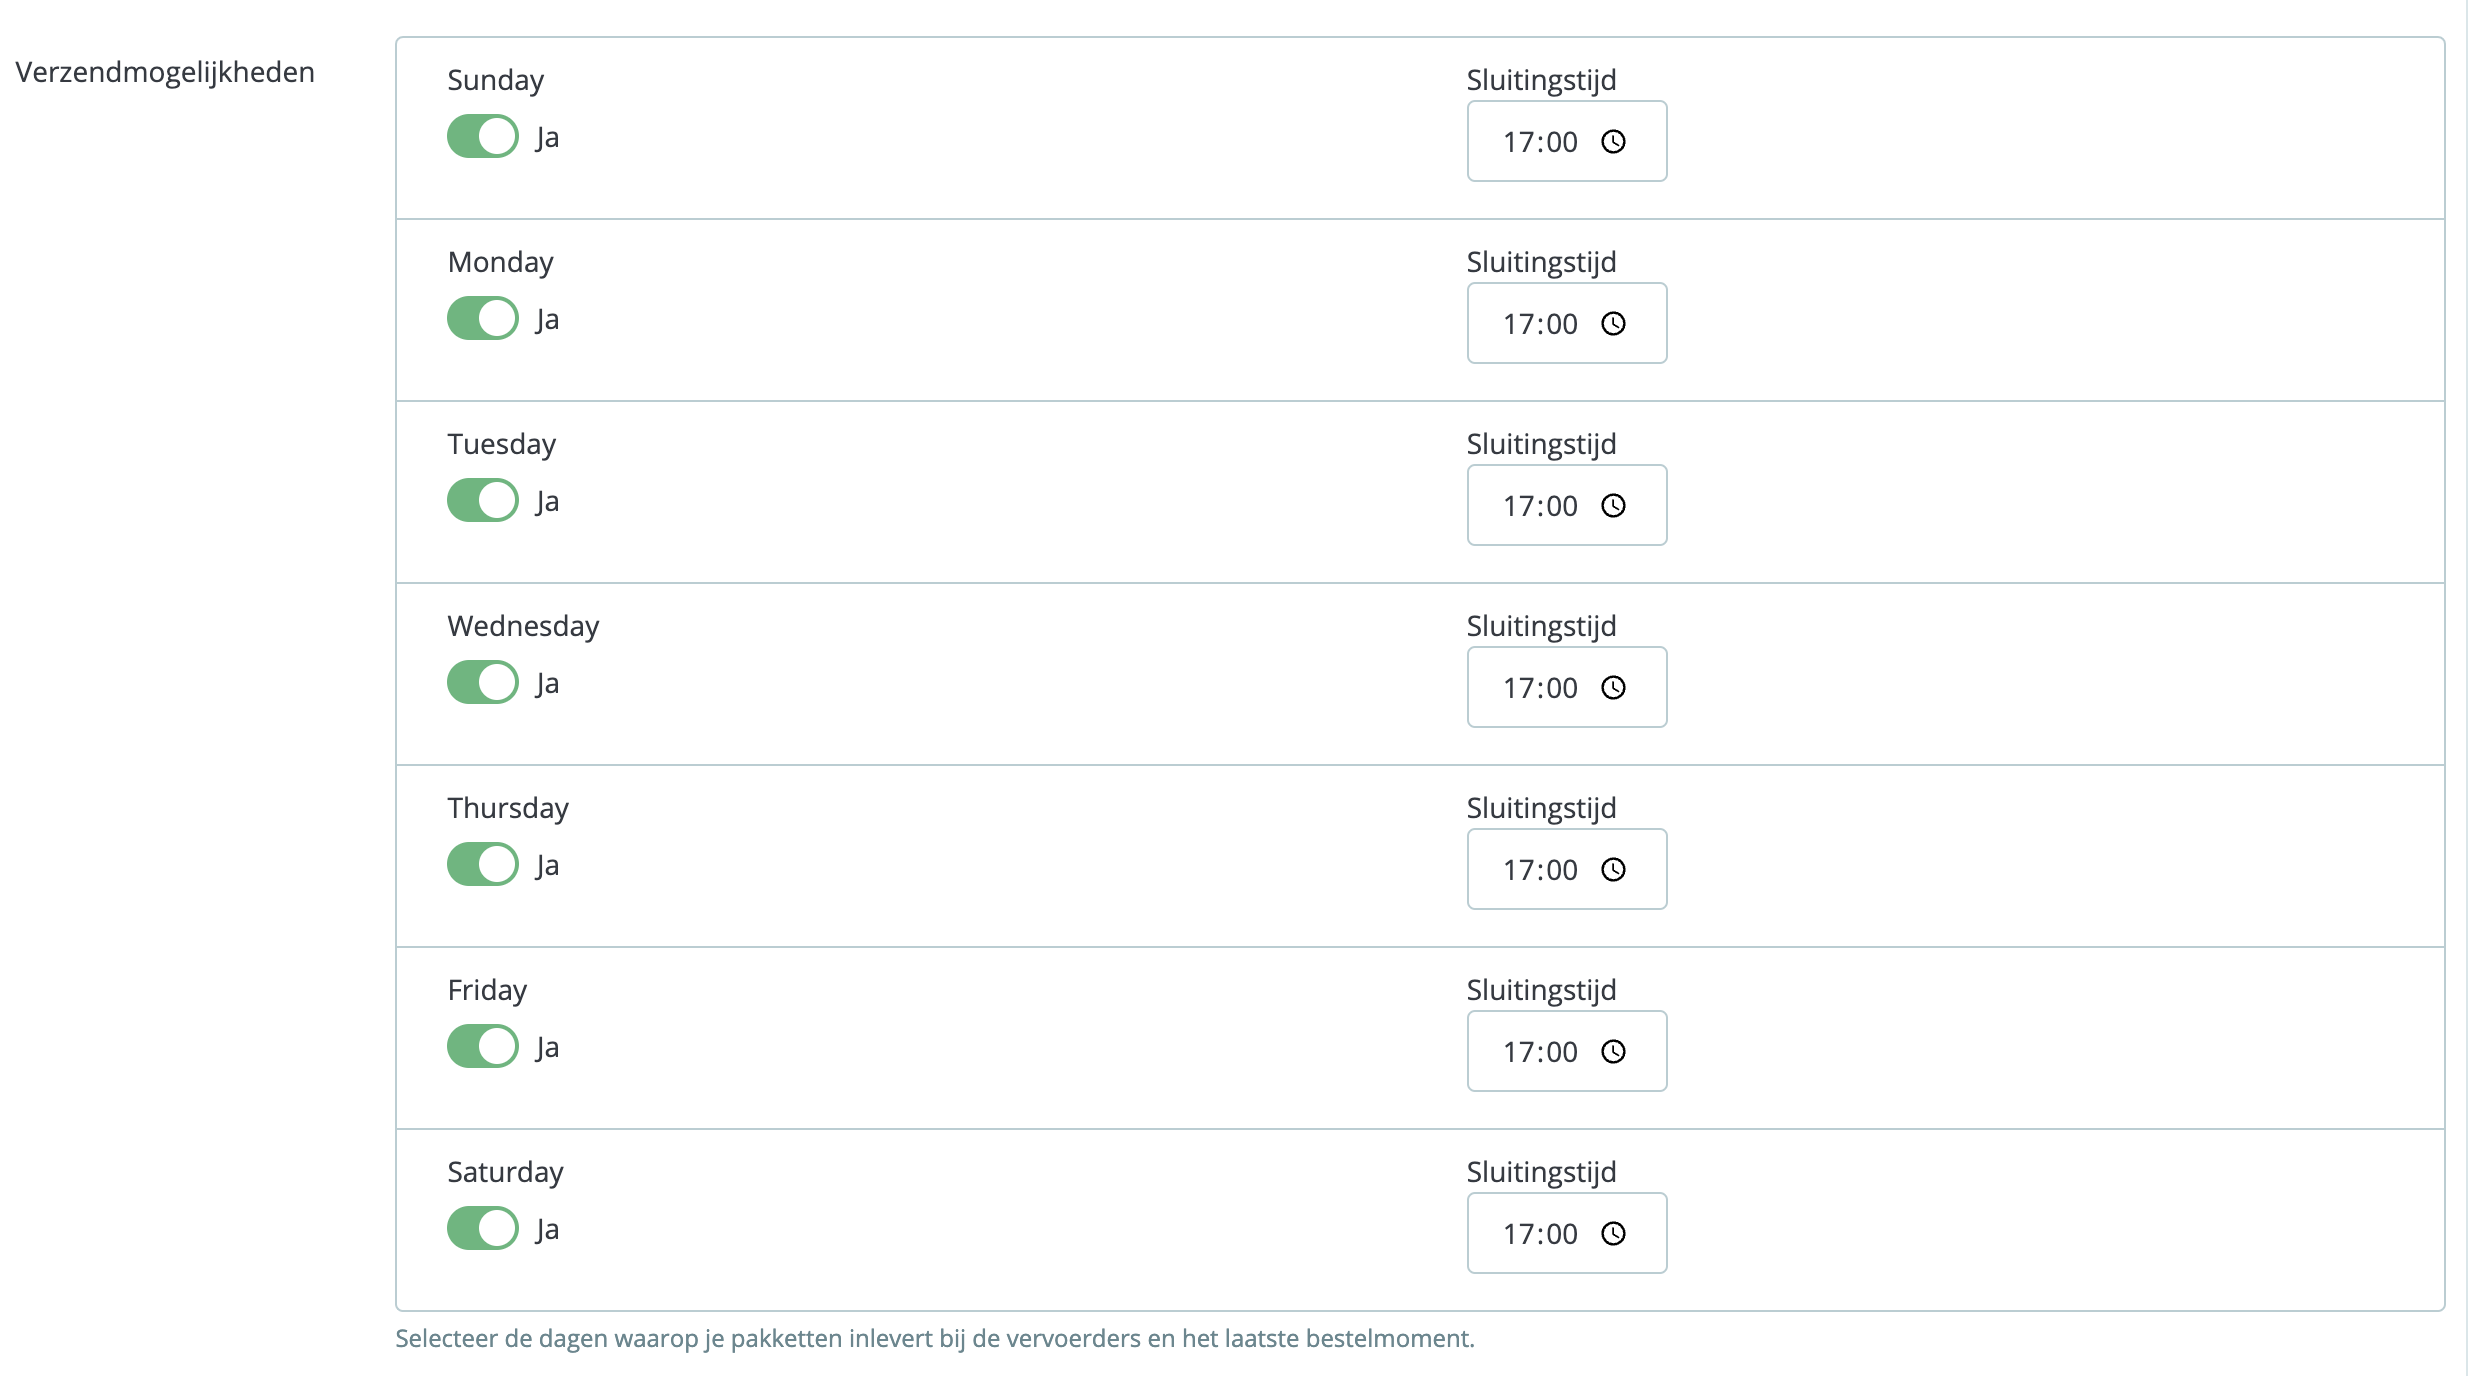 Verzendmogelijkheden
Sunday
Sluitingstijd
Ja
17:00
Monday
Sluitingstijd
Ja
17:00
Tuesday
Sluitingstijd
Ja
17:00
Wednesday
Sluitingstijd
Ja
17:00
Thursday
Sluitingstijd
Ja
17:00
Friday
Sluitingstijd
Ja
17:00
Saturday
Sluitingstijd
Ja
17:00
Selecteer de dagen waarop je pakketten inlevert bij de vervoerders en het laatste bestelmoment.